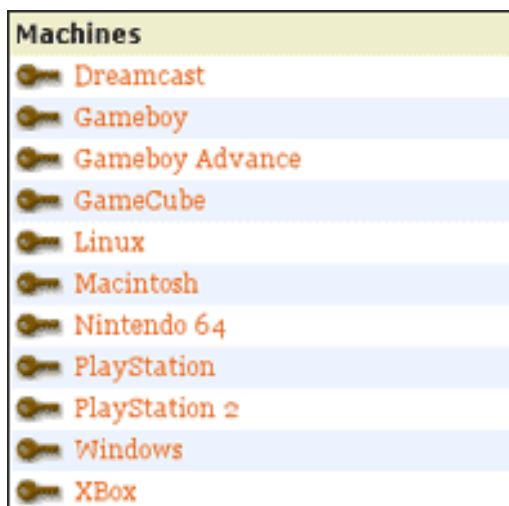 Machines
Dreamcast
Gameboy
Gameboy Advance
GameCube
Linux
Macintosh
Nintendo 64
PlayStation
PlayStation 2
Windows
XBox